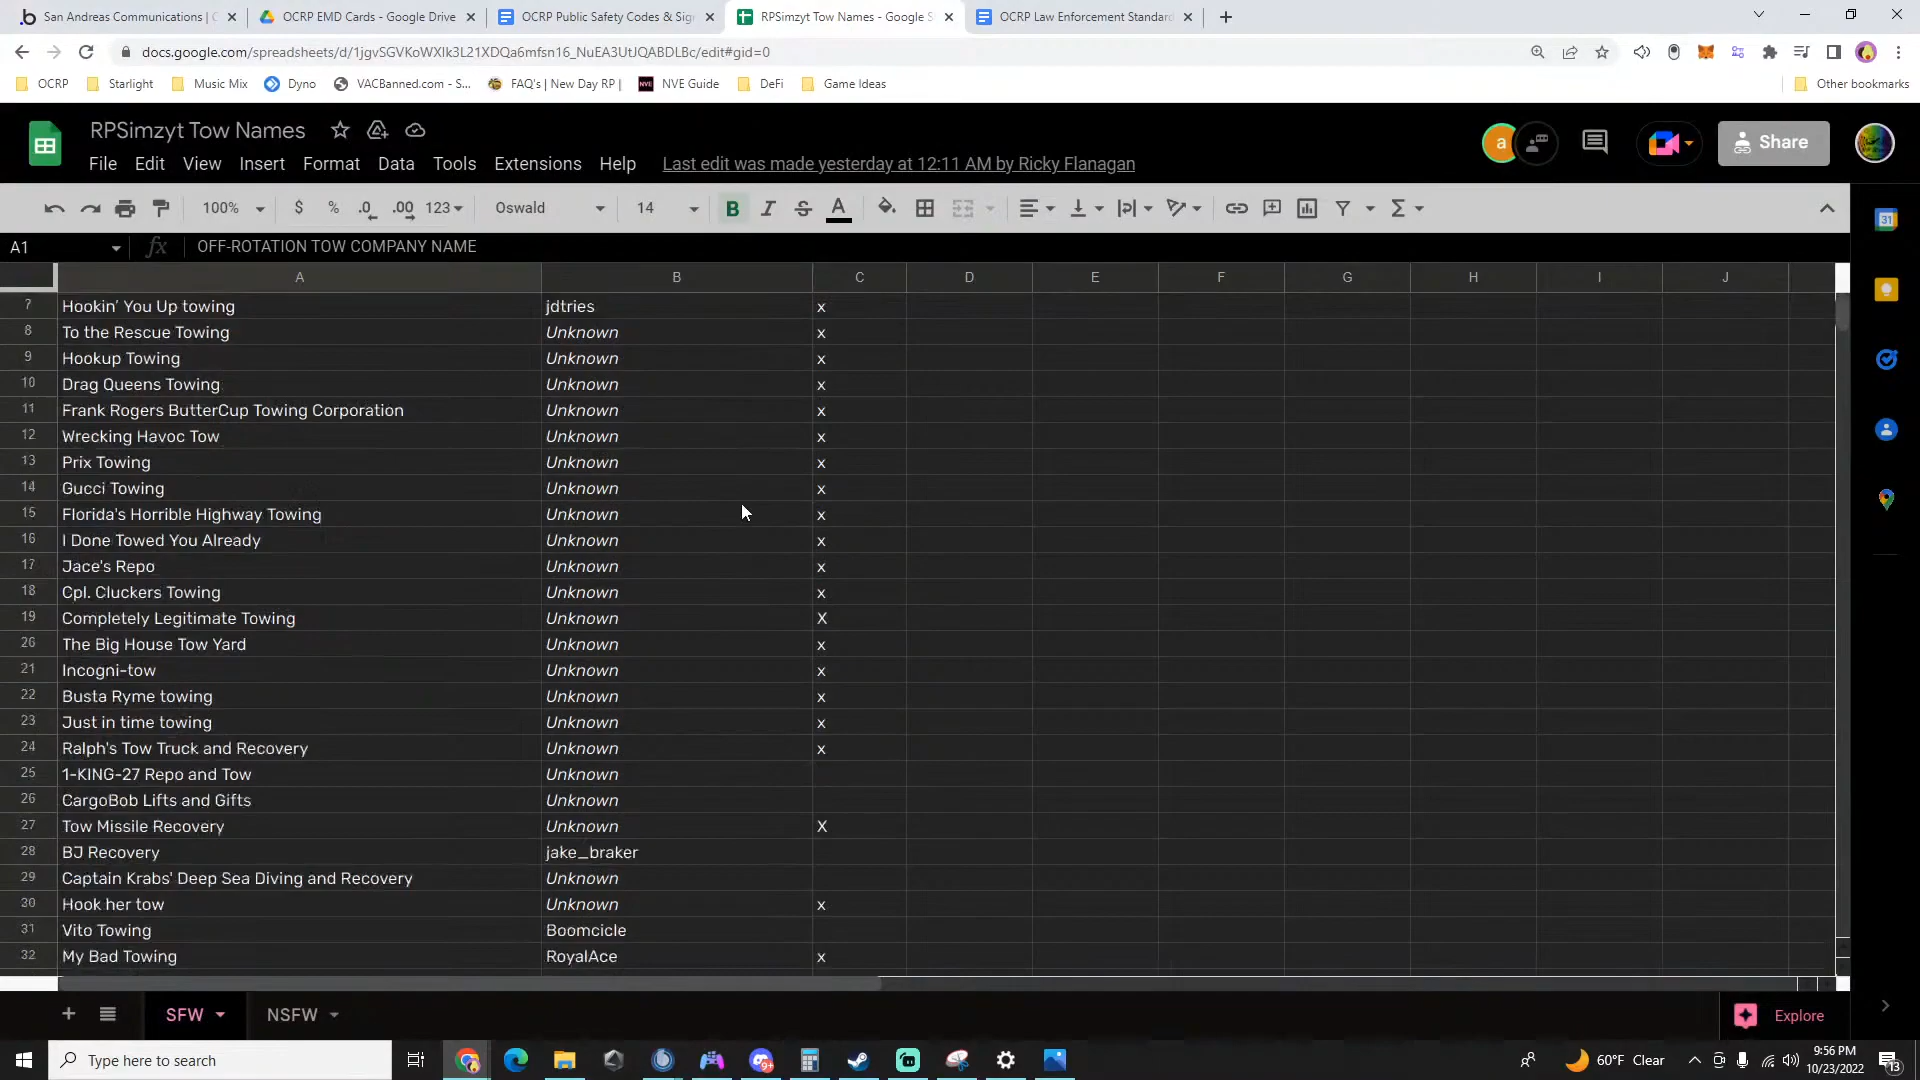 San Andreas Communications | C
OCRP EMD Cards - Google Drive
OCRP Public Safety Codes & Sig
RPSimzyt Tow Names - Google S
OCRP Law Enforcement Standard
docs.google.com/spreadsheets/d/1jgvSGVKoWXlk3L21XDQa6mfsn16_NuEA3UtJQABDLBc/edit#gid=0
OCRP Starlight Music Mix Dyno VACBanned.com - S... FAQ's | New Day RP | NVE Guide DeFi Game Ideas Other bookmarks
RPSimzyt Tow Names
a
Share
File Edit View Insert Format Data Tools Extensions Help Last edit was made yesterday at 12:11 AM by Ricky Flanagan
100% $ % .0 .00 123 Oswald 14 B I S A
A1 fx OFF-ROTATION TOW COMPANY NAME
A B C D E F G H I J
7 Hookin' You Up towing jdtries x
8 To the Rescue Towing Unknown x
9 Hookup Towing Unknown x
10 Drag Queens Towing Unknown x
11 Frank Rogers ButterCup Towing Corporation Unknown x
12 Wrecking Havoc Tow Unknown x
13 Prix Towing Unknown x
14 Gucci Towing Unknown x
15 Florida's Horrible Highway Towing Unknown x
16 I Done Towed You Already Unknown x
17 Jace's Repo Unknown x
18 Cpl. Cluckers Towing Unknown x
19 Completely Legitimate Towing Unknown X
20 The Big House Tow Yard Unknown x
21 Incogni-tow Unknown x
22 Busta Ryme towing Unknown x
23 Just in time towing Unknown x
24 Ralph's Tow Truck and Recovery Unknown x
25 1-KING-27 Repo and Tow Unknown
26 CargoBob Lifts and Gifts Unknown
27 Tow Missile Recovery Unknown X
28 BJ Recovery jake_braker
29 Captain Krabs' Deep Sea Diving and Recovery Unknown
30 Hook her tow Unknown x
31 Vito Towing Boomcicle
32 My Bad Towing RoyalAce x
SFW NSFW Explore
Type here to search
60°F Clear
9:56 PM
10/23/2022
13